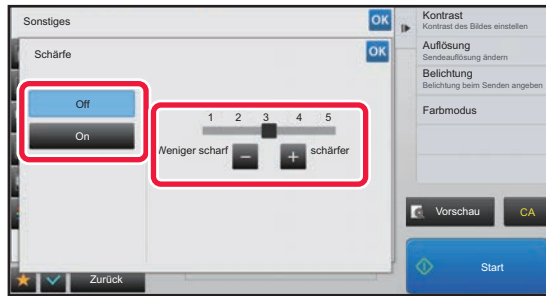 Sonstiges
OK
Schärfe
OK
Off
On
1 2 3 4 5
Weniger scharf
schärfer
Zurück
Kontrast
Kontrast des Bildes einstellen
Auflösung
Sendeauflösung ändern
Belichtung
Belichtung beim Senden angeben
Farbmodus
Vorschau
CA
Start